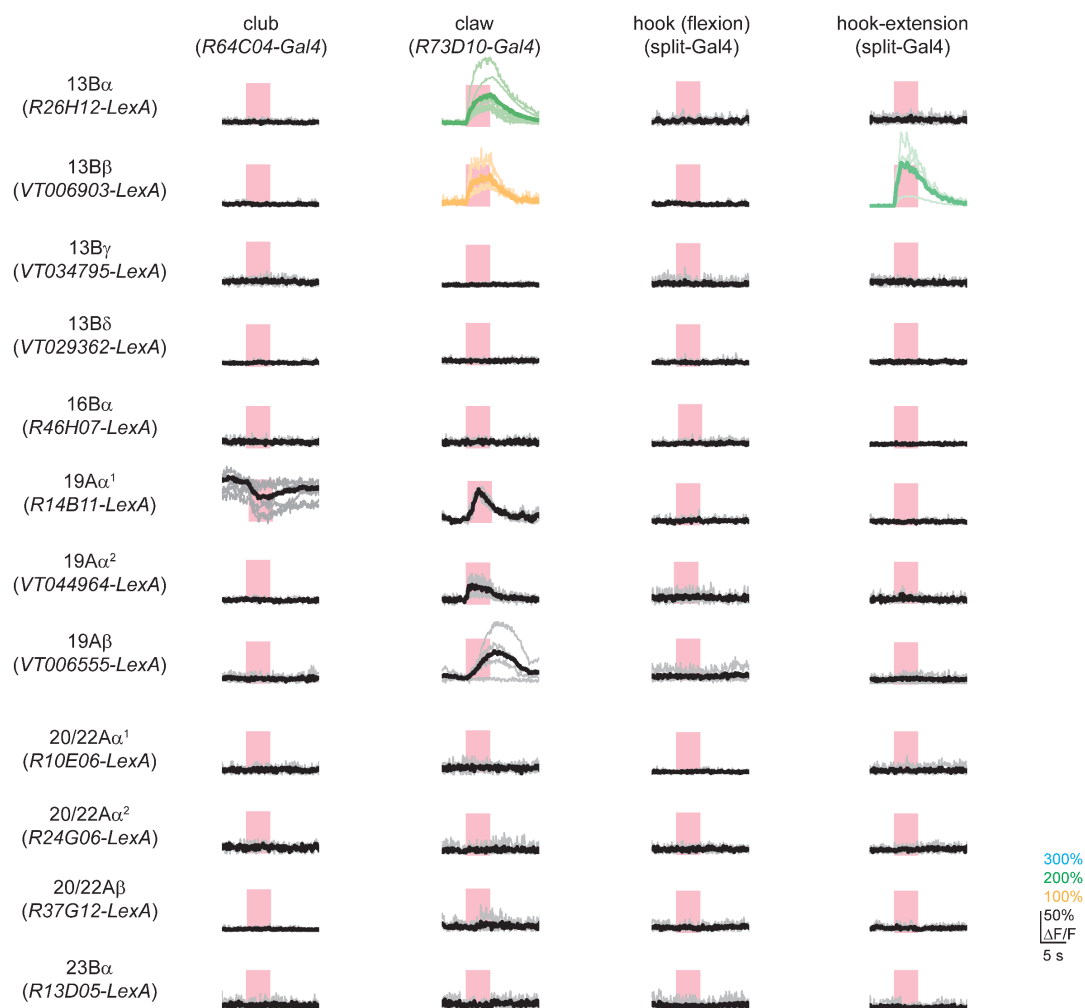 club
(R64C04-Gal4)
claw
(R73D10-Gal4)
hook (flexion)
(split-Gal4)
hook-extension
(split-Gal4)
13Bα
(R26H12-LexA)
13Bβ
(VT006903-LexA)
13Bγ
(VT034795-LexA)
13Bδ
(VT029362-LexA)
16Bα
(R46H07-LexA)
19Aα¹
(R14B11-LexA)
19Aα²
(VT044964-LexA)
19Aβ
(VT006555-LexA)
20/22Aα¹
(R10E06-LexA)
20/22Aα²
(R24G06-LexA)
20/22Aβ
(R37G12-LexA)
23Bα
(R13D05-LexA)
300%
200%
100%
50%
ΔF/F
5 s